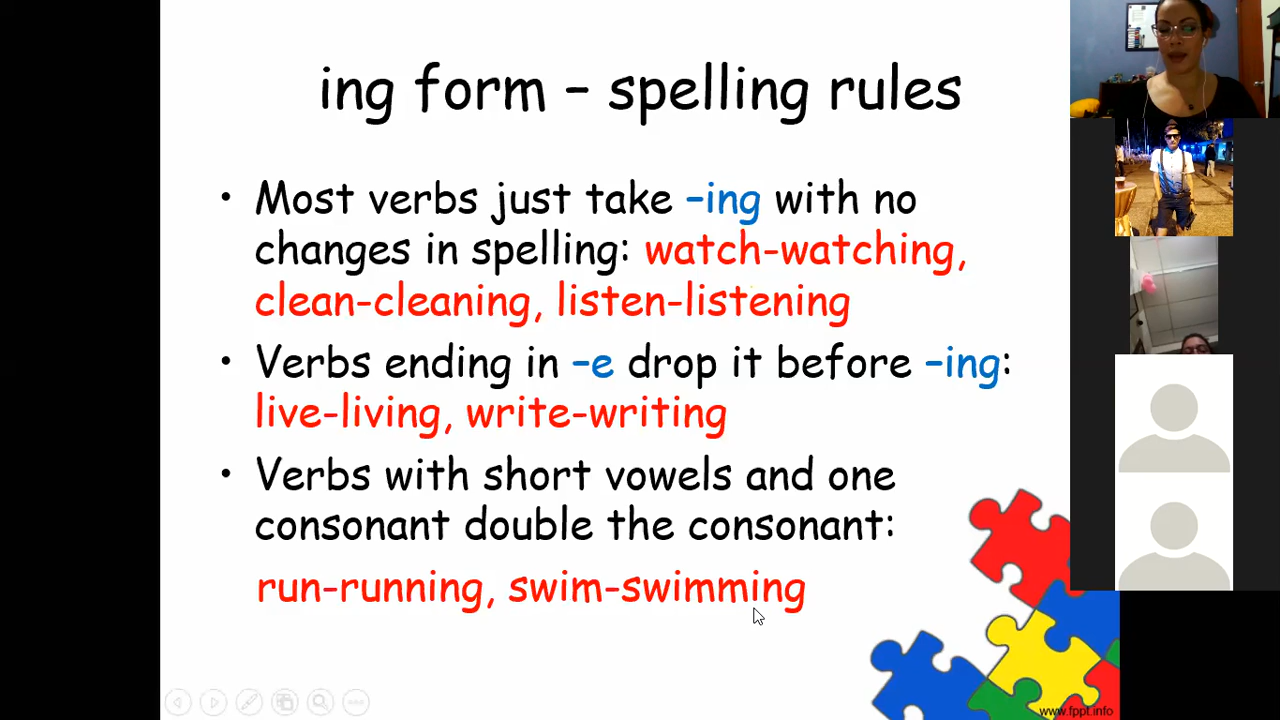 ing form – spelling rules
• Most verbs just take –ing with no
changes in spelling: watch-watching,
clean-cleaning, listen-listening
• Verbs ending in –e drop it before –ing:
live-living, write-writing
• Verbs with short vowels and one
consonant double the consonant:
run-running, swim-swimming
www.fppt.info